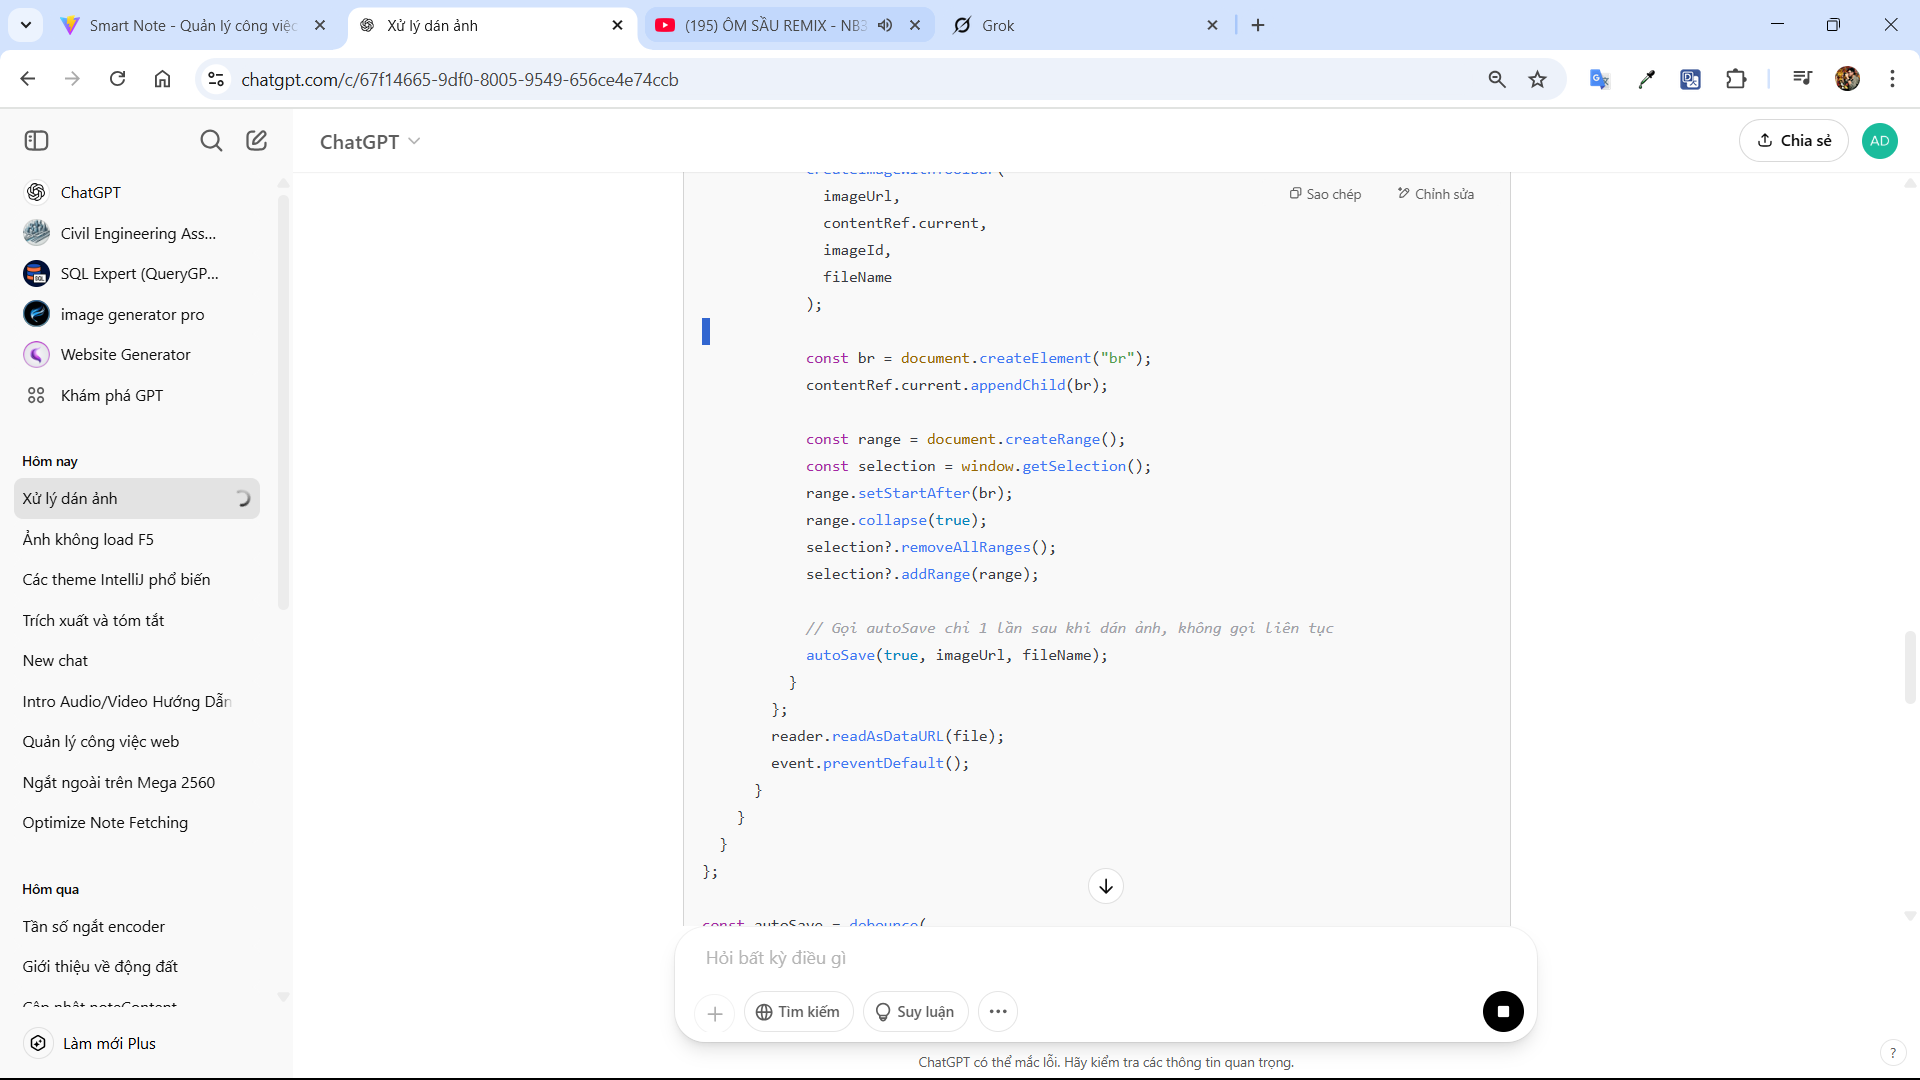 Smart Note - Quản lý công việc
Xử lý dán ảnh
(195) ÔM SẦU REMIX - NB3
Grok
chatgpt.com/c/67f14665-9df0-8005-9549-656ce4e74ccb
ChatGPT
Chia sẻ
AD
ChatGPT
Civil Engineering Ass...
SQL Expert (QueryGP...
image generator pro
Website Generator
Khám phá GPT
Hôm nay
Xử lý dán ảnh
Ảnh không load F5
Các theme IntelliJ phổ biến
Trích xuất và tóm tắt
New chat
Intro Audio/Video Hướng Dẫn
Quản lý công việc web
Ngắt ngoài trên Mega 2560
Optimize Note Fetching
Hôm qua
Tần số ngắt encoder
Giới thiệu về động đất
Cập nhật noteContent
Làm mới Plus
Sao chép
Chỉnh sửa
createImageWithToolbar(
imageUrl,
contentRef.current,
imageId,
fileName
);
const br = document.createElement("br");
contentRef.current.appendChild(br);
const range = document.createRange();
const selection = window.getSelection();
range.setStartAfter(br);
range.collapse(true);
selection?.removeAllRanges();
selection?.addRange(range);
// Gọi autoSave chỉ 1 lần sau khi dán ảnh, không gọi liên tục
autoSave(true, imageUrl, fileName);
}
};
reader.readAsDataURL(file);
event.preventDefault();
}
}
}
};
const autoSave = debounce(
Hỏi bất kỳ điều gì
Tìm kiếm
Suy luận
ChatGPT có thể mắc lỗi. Hãy kiểm tra các thông tin quan trọng.
?